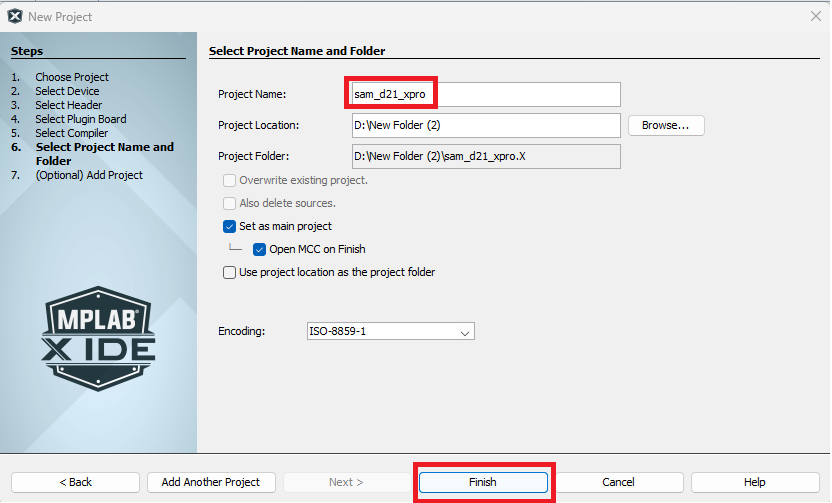 New Project
Steps
1. Choose Project
2. Select Device
3. Select Header
4. Select Plugin Board
5. Select Compiler
6. Select Project Name and
Folder
7. (Optional) Add Project
MPLAB®
X IDE
Select Project Name and Folder
Project Name: sam_d21_xpro
Project Location: D:\New Folder (2) Browse...
Project Folder: D:\New Folder (2)\sam_d21_xpro.X
Overwrite existing project.
Also delete sources.
Set as main project
Open MCC on Finish
Use project location as the project folder
Encoding: ISO-8859-1
< Back Add Another Project Next > Finish Cancel Help